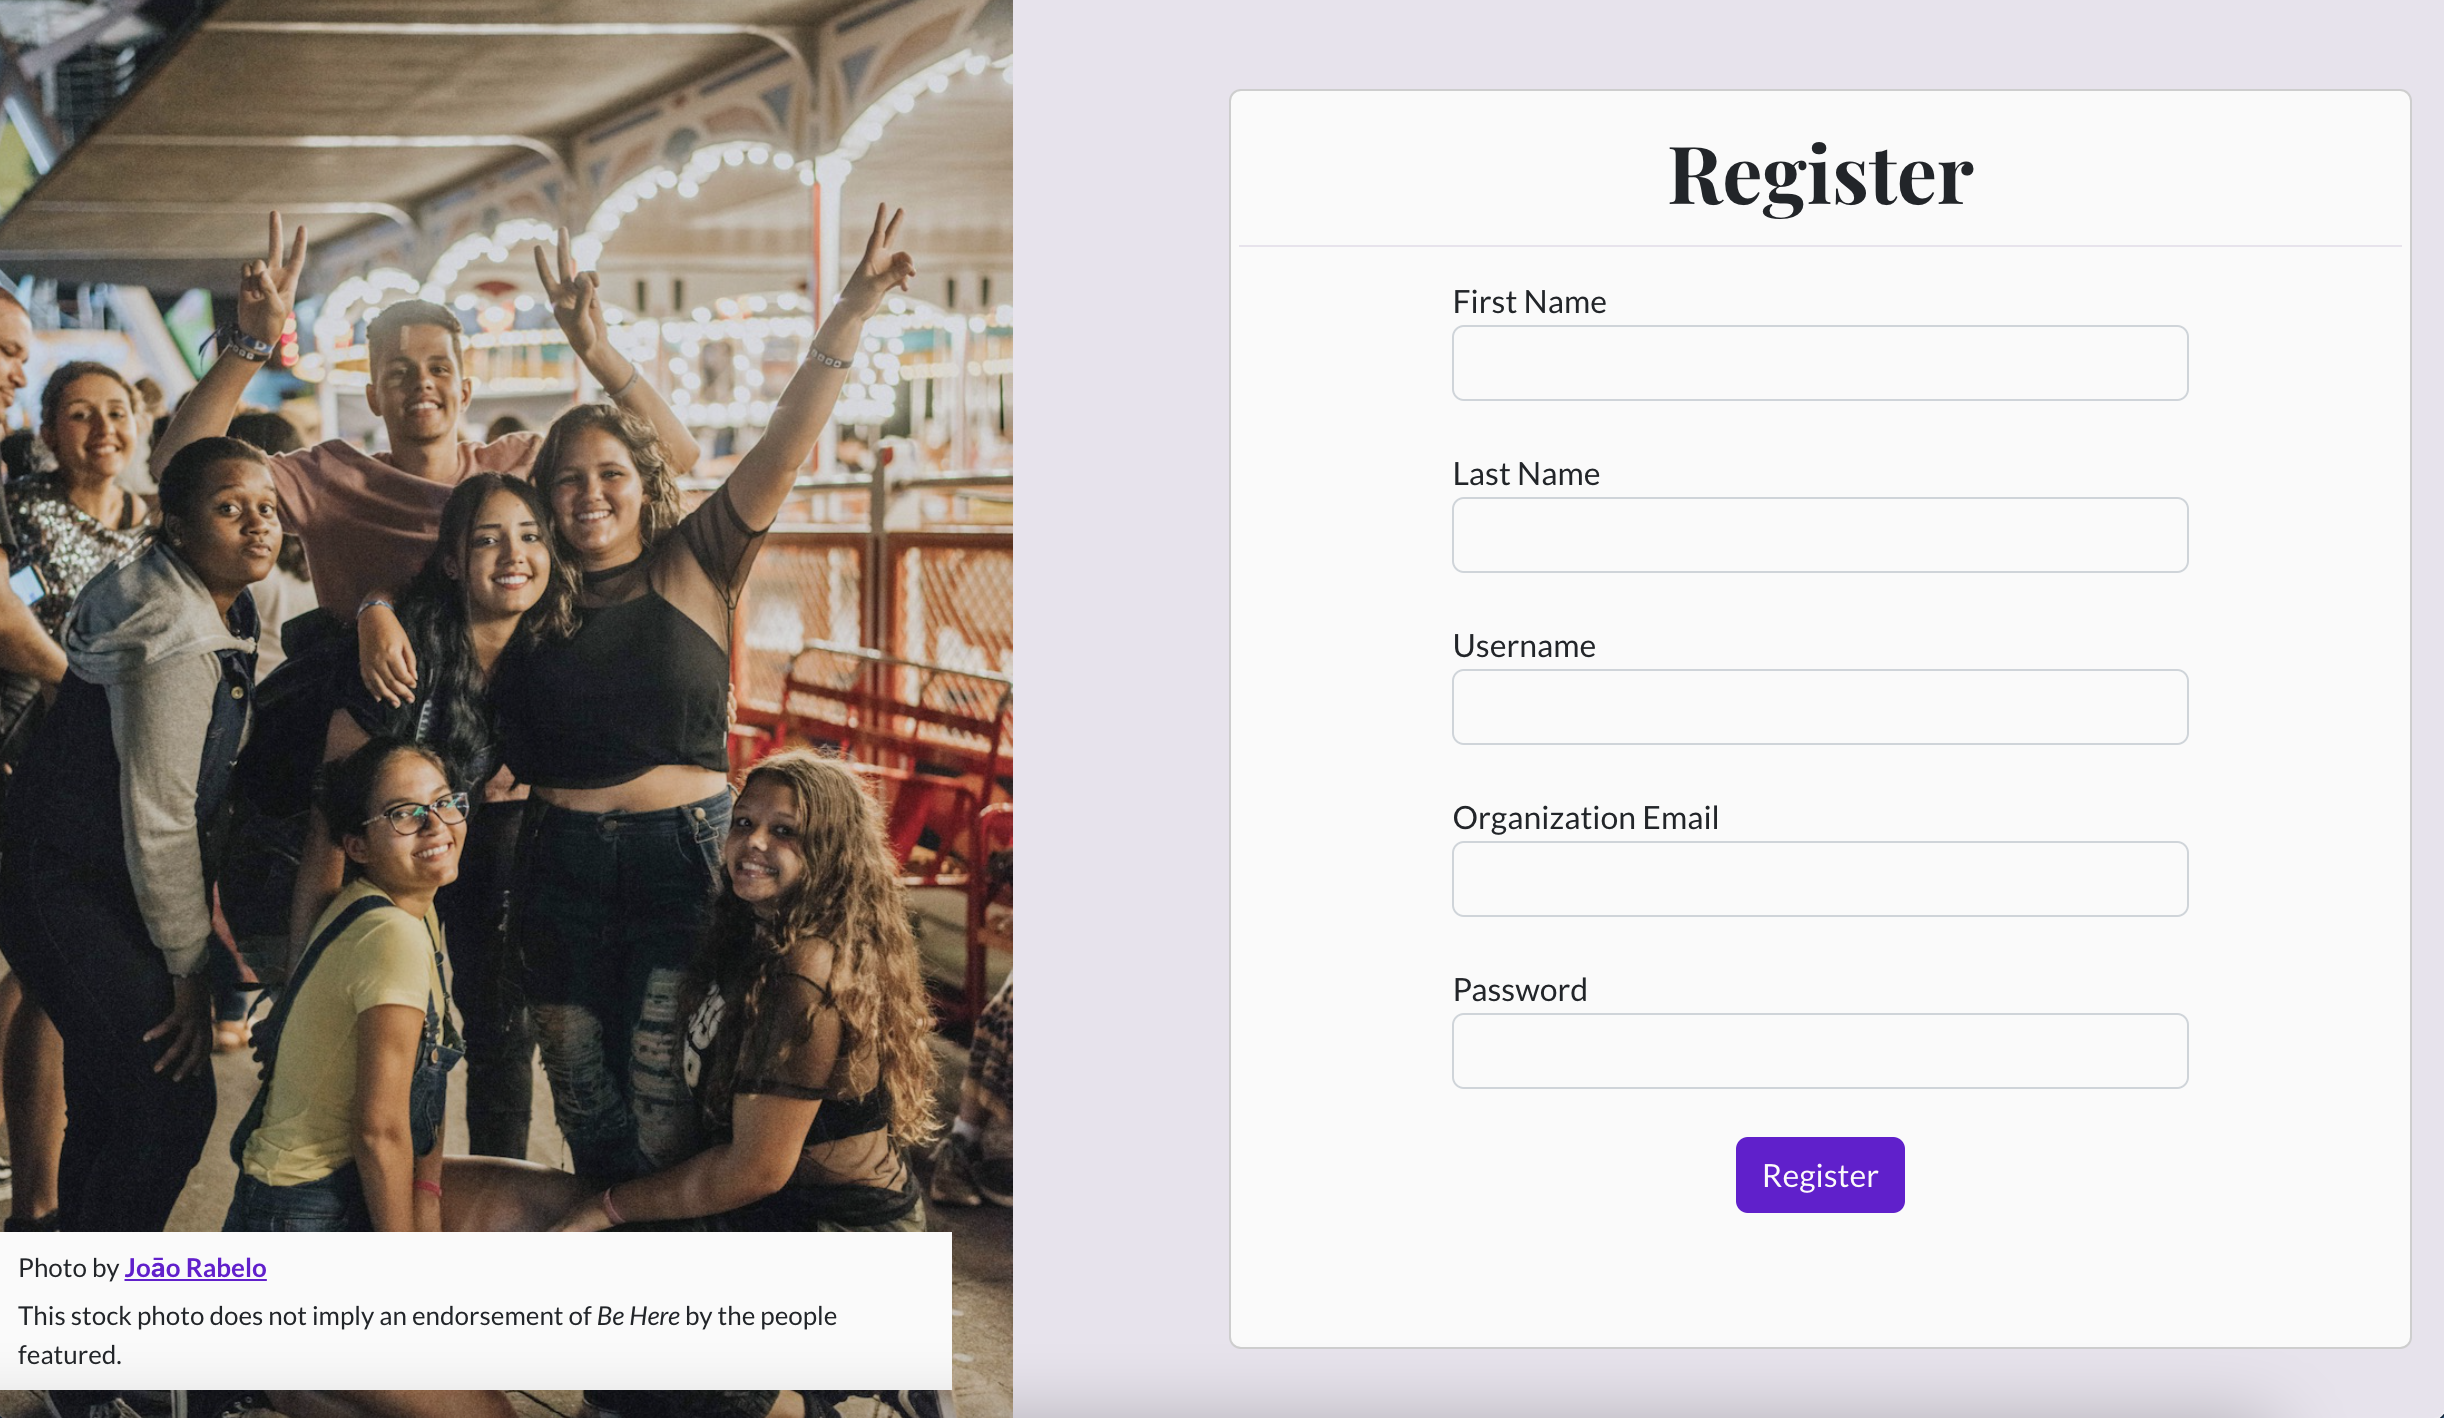 Photo by João Rabelo
This stock photo does not imply an endorsement of Be Here by the people
featured.
Register
First Name
Last Name
Username
Organization Email
Password
Register